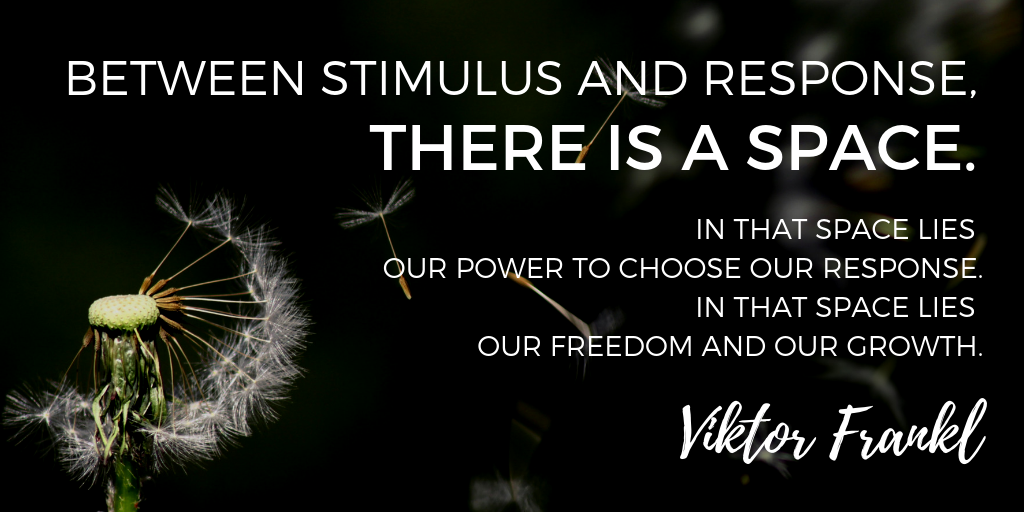 BETWEEN STIMULUS AND RESPONSE,
THERE IS A SPACE.
IN THAT SPACE LIES
OUR POWER TO CHOOSE OUR RESPONSE.
IN THAT SPACE LIES
OUR FREEDOM AND OUR GROWTH.
Viktor Frankl